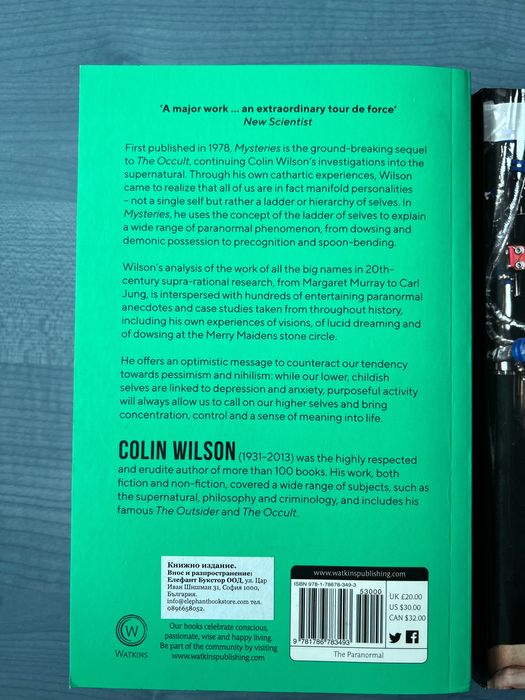 'A major work ... an extraordinary tour de force'
New Scientist
First published in 1978, Mysteries is the ground-breaking sequel
to The Occult, continuing Colin Wilson's investigations into the
supernatural. Through his own cathartic experiences, Wilson
came to realize that all of us are in fact manifold personalities
– not a single self but rather a ladder or hierarchy of selves. In
Mysteries, he uses the concept of the ladder of selves to explain
a wide range of paranormal phenomenon, from dowsing and
demonic possession to precognition and spoon-bending.
Wilson's analysis of the work of all the big names in 20th-
century supra-rational research, from Margaret Murray to Carl
Jung, is interspersed with hundreds of entertaining paranormal
anecdotes and case studies taken from throughout history,
including his own experiences of visions, of lucid dreaming and
of dowsing at the Merry Maidens stone circle.
He offers an optimistic message to counteract our tendency
towards pessimism and nihilism: while our lower, childish
selves are linked to depression and anxiety, purposeful activity
will always allow us to call on our higher selves and bring
concentration, control and a sense of meaning into life.
COLIN WILSON (1931–2013) was the highly respected
and erudite author of more than 100 books. His work, both
fiction and non-fiction, covered a wide range of subjects, such as
the supernatural, philosophy and criminology, and includes his
famous The Outsider and The Occult.
Книжно издание.
Внос и разпространение:
Елефант Букстор ООД, ул. Цар
Иван Шишман 31, София 1000,
България.
info@elephantbookstore.com тел.
0896658052.
W
WATKINS
Our books celebrate conscious,
passionate, wise and happy living.
Be part of the community by visiting
www.watkinspublishing.com
www.watkinspublishing.com
ISBN 978-1-78678-349-3
53000
9 781786 783493
UK £20.00
US $30.00
CAN $32.00
The Paranormal